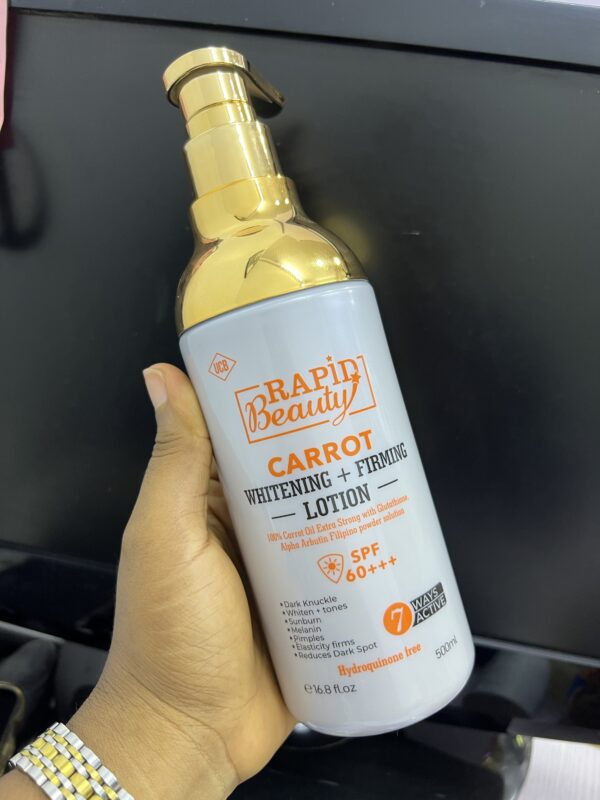 UCB
RAPiD
Beauty
CARROT
WHITENING + FIRMING
LOTION
100% Carrot Oil Extra Strong with Glutathione,
Alpha Arbutin Filipino powder solution
SPF
60+++
•Dark Knuckle
•Whiten + tones
•Sunburn
•Melanin
•Pimples
•Elasticity firms
•Reduces Dark Spot
7 WAYS
ACTIVE
Hydroquinone free
℮16.8 fl.oz
500ml